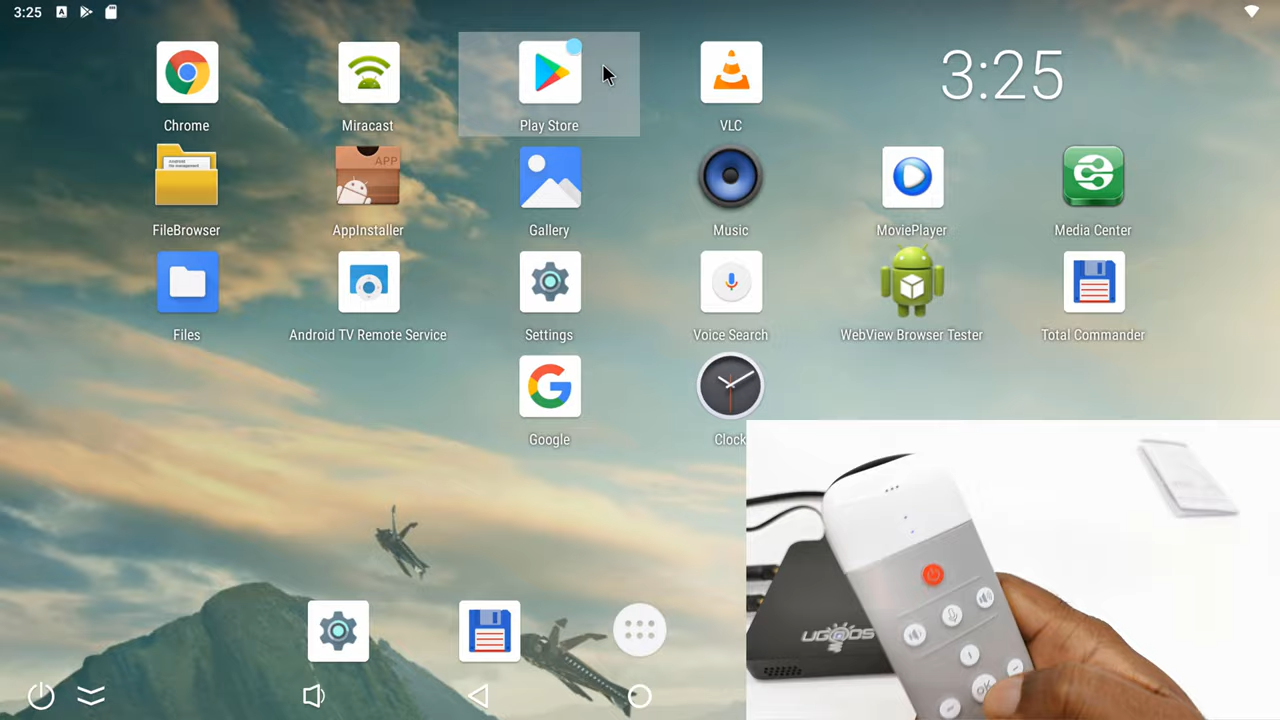 3:25
Chrome
Miracast
Play Store
VLC
3:25
FileBrowser
APP
AppInstaller
Gallery
Music
MoviePlayer
Media Center
Files
Android TV Remote Service
Settings
Voice Search
WebView Browser Tester
Total Commander
Google
Clock
UGOOS
OK